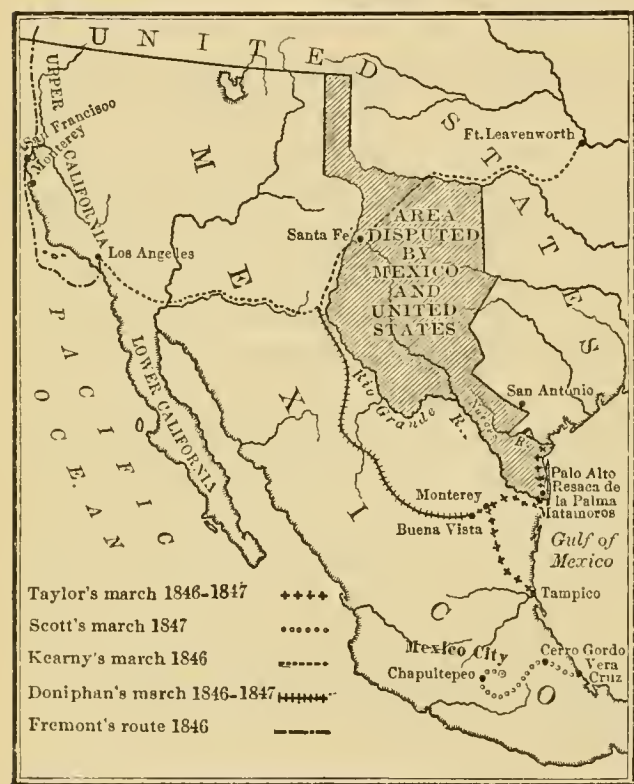 UNITED
STATES
UPPER
CALIFORNIA
San Francisco
Monterey
Ft. Leavenworth
MEXICO
Santa Fe
AREA
DISPUTED
BY
MEXICO
AND
UNITED
STATES
Los Angeles
PACIFIC
OCEAN
LOWER CALIFORNIA
San Antonio
Rio Grande R.
Nueces R.
Palo Alto
Resaca de
la Palma
Matamoros
Monterey
Buena Vista
Gulf of
Mexico
Tampico
Taylor's march 1846-1847
Scott's march 1847
Kearny's march 1846
Doniphan's march 1846-1847
Fremont's route 1846
Mexico City
Chapultepec
Cerro Gordo
Vera
Cruz